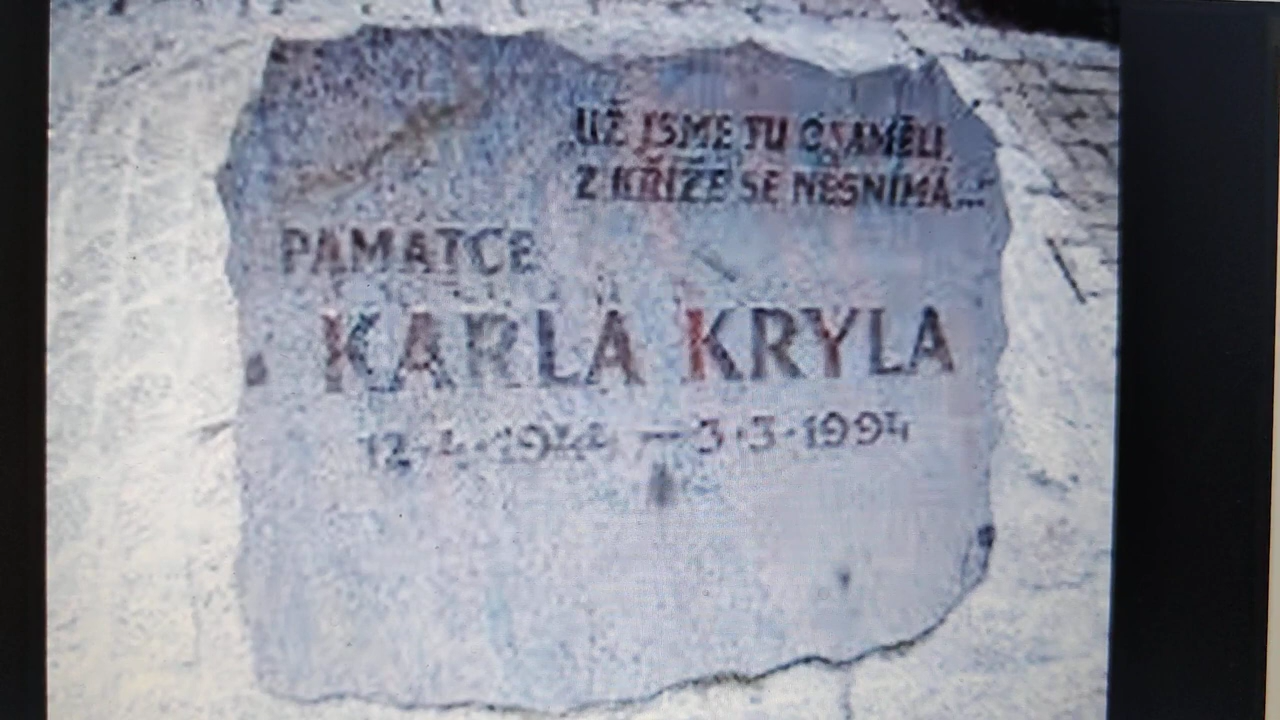 „UŽ JSME TU OSAMĚLI,
Z KŘÍŽE SE NESNÍMÁ..."
PAMÁTCE
KARLA KRYLA
12·4·1944 – 3·3·1994